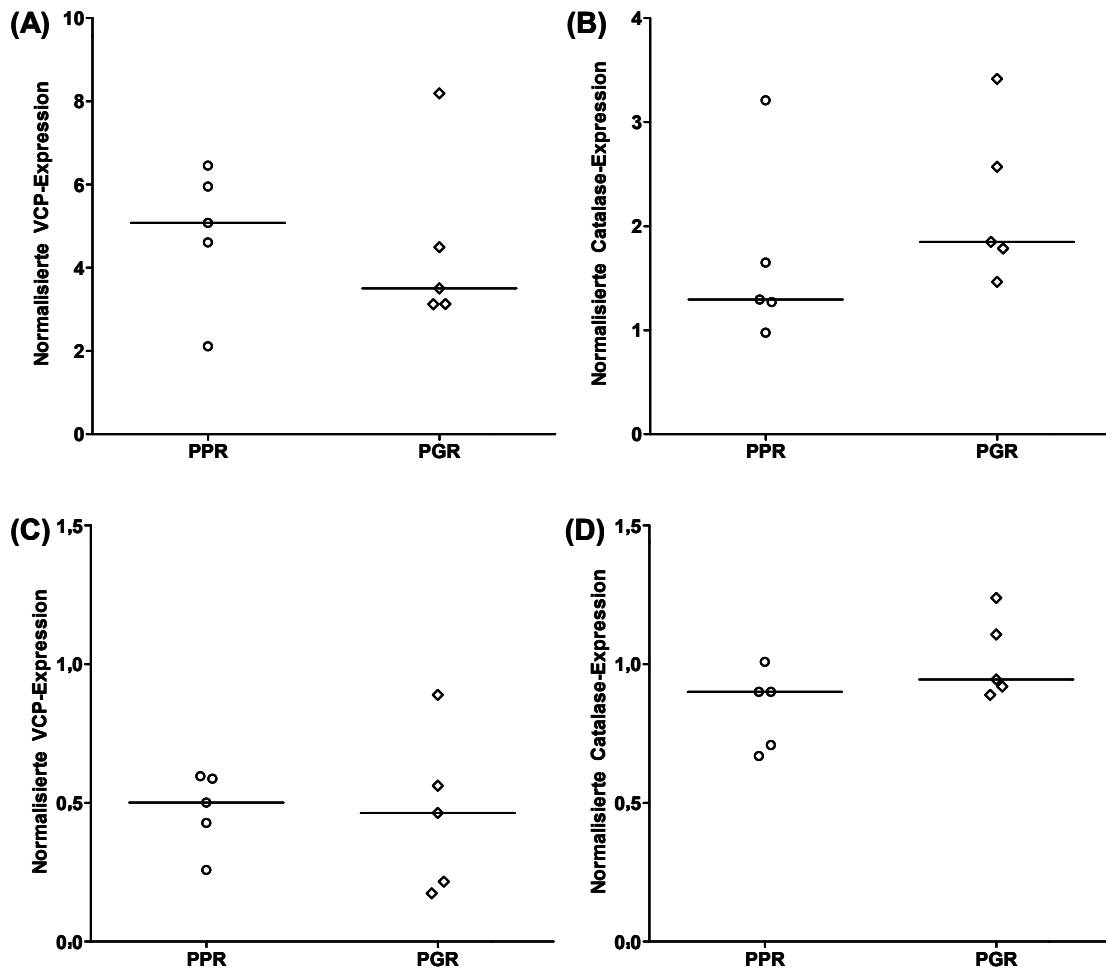 (A)
Normalisierte VCP-Expression
10
8
6
4
2
0
PPR
PGR
(B)
Normalisierte Catalase-Expression
4
3
2
1
0
PPR
PGR
(C)
Normalisierte VCP-Expression
1,5
1,0
0,5
0,0
PPR
PGR
(D)
Normalisierte Catalase-Expression
1,5
1,0
0,5
0,0
PPR
PGR